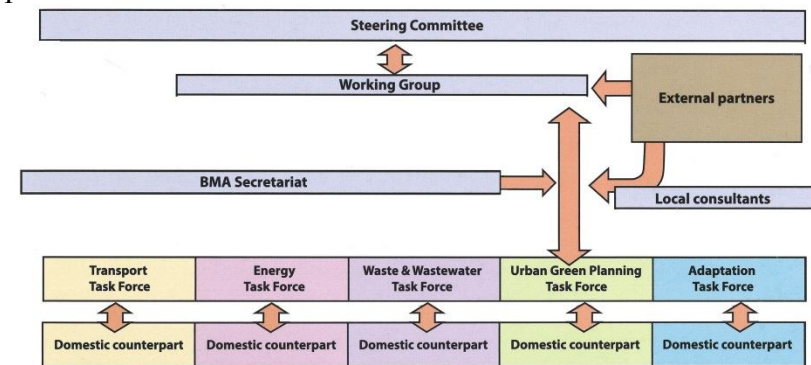 Steering Committee
Working Group
External partners
BMA Secretariat
Local consultants
Transport
Task Force
Energy
Task Force
Waste & Wastewater
Task Force
Urban Green Planning
Task Force
Adaptation
Task Force
Domestic counterpart
Domestic counterpart
Domestic counterpart
Domestic counterpart
Domestic counterpart